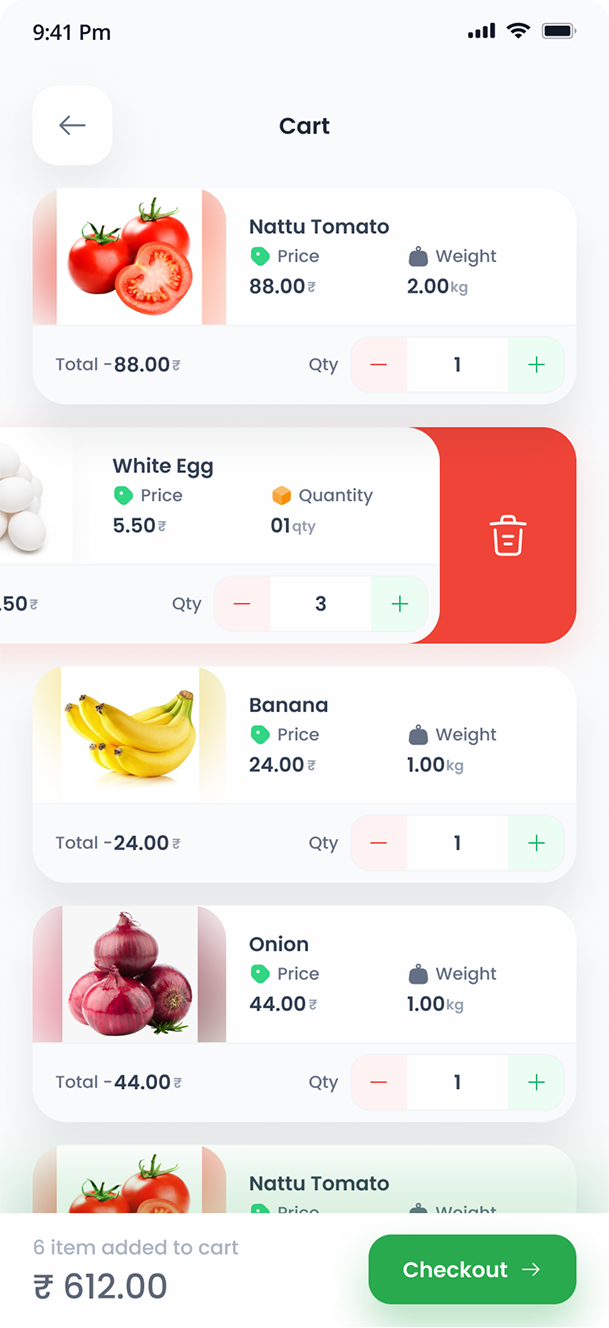 9:41 Pm
Cart
Nattu Tomato
Price Weight
88.00₹ 2.00kg
Total -88.00₹ Qty 1
White Egg
Price Quantity
5.50₹ 01qty
.50₹ Qty 3
Banana
Price Weight
24.00₹ 1.00kg
Total -24.00₹ Qty 1
Onion
Price Weight
44.00₹ 1.00kg
Total -44.00₹ Qty 1
Nattu Tomato
Price Weight
6 item added to cart
₹ 612.00
Checkout